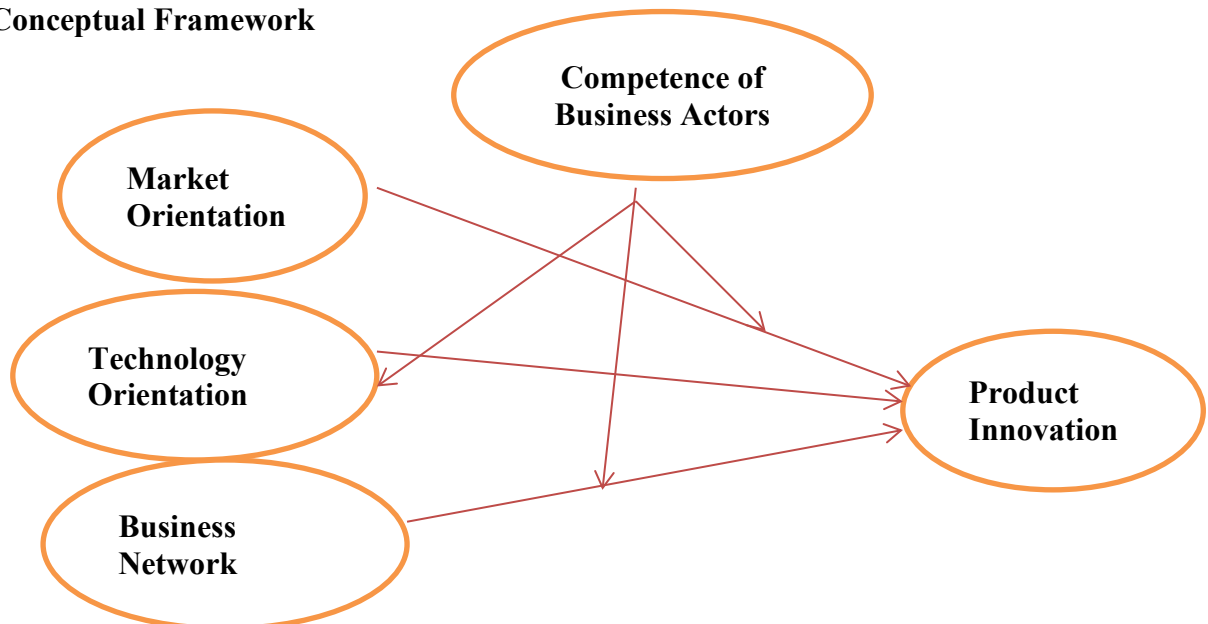 Conceptual Framework
Competence of
Business Actors
Market
Orientation
Technology
Orientation
Product
Innovation
Business
Network